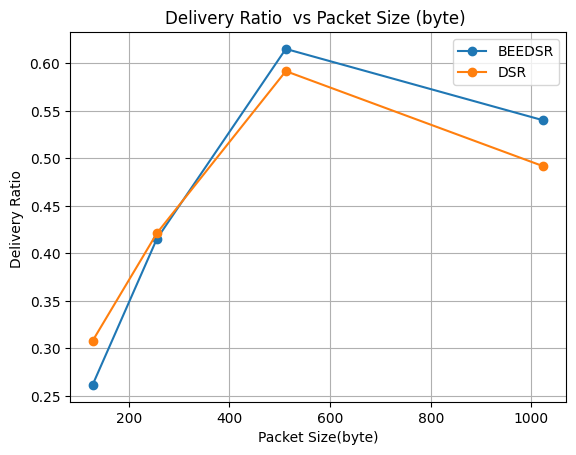 Delivery Ratio  vs Packet Size (byte)
BEEDSR
DSR
0.60
0.55
0.50
0.45
0.40
0.35
0.30
0.25
Delivery Ratio
200 400 600 800 1000
Packet Size(byte)